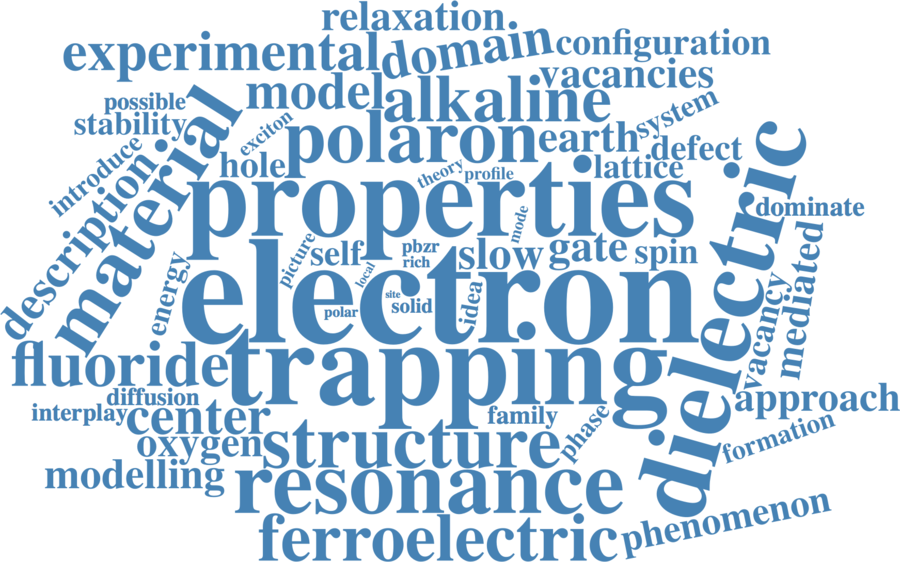 relaxation
experimental
domain
configuration
vacancies
model
alkaline
possible
stability
system
exciton
polaron
earth
defect
introduce
material
hole
theory
profile
lattice
dielectric
description
properties
dominate
mode
picture
self
pbzr
rich
slow
gate
spin
mediated
energy
local
electron
site
polar
solid
idea
vacancy
fluoride
trapping
diffusion
approach
interplay
center
family
phase
formation
oxygen
structure
modelling
resonance
phenomenon
ferroelectric